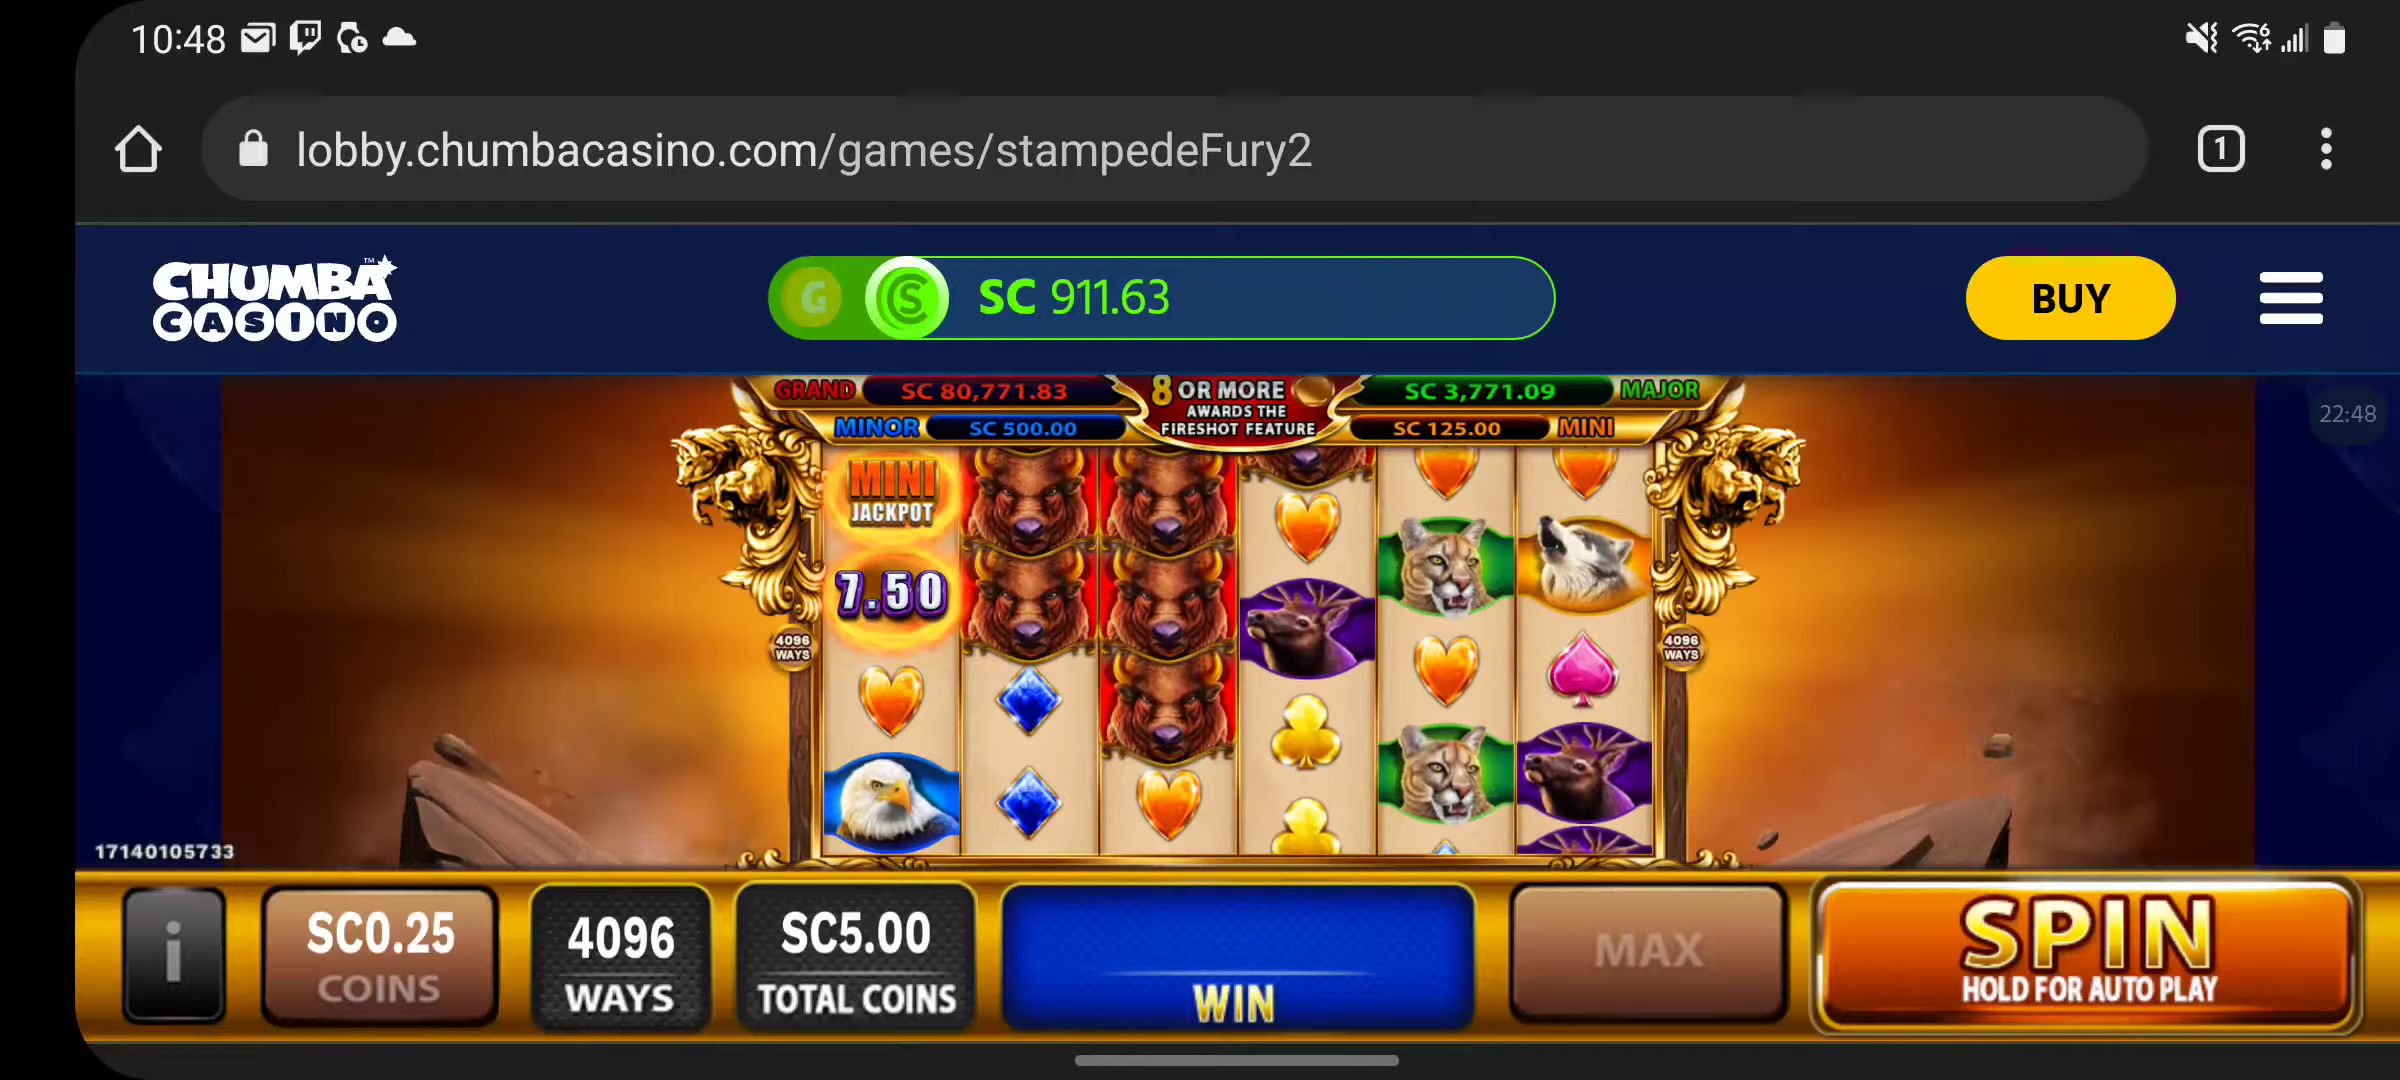 10:48
lobby.chumbacasino.com/games/stampedeFury2
1
CHUMBA™
CASINO
G
S
SC 911.63
BUY
GRAND SC 80,771.83
8 OR MORE
AWARDS THE
FIRESHOT FEATURE
SC 3,771.09 MAJOR
MINOR SC 500.00
SC 125.00 MINI
22:48
MINI
JACKPOT
7.50
4096
WAYS
4096
WAYS
17140105733
i
SC0.25
COINS
4096
WAYS
SC5.00
TOTAL COINS
WIN
MAX
SPIN
HOLD FOR AUTO PLAY